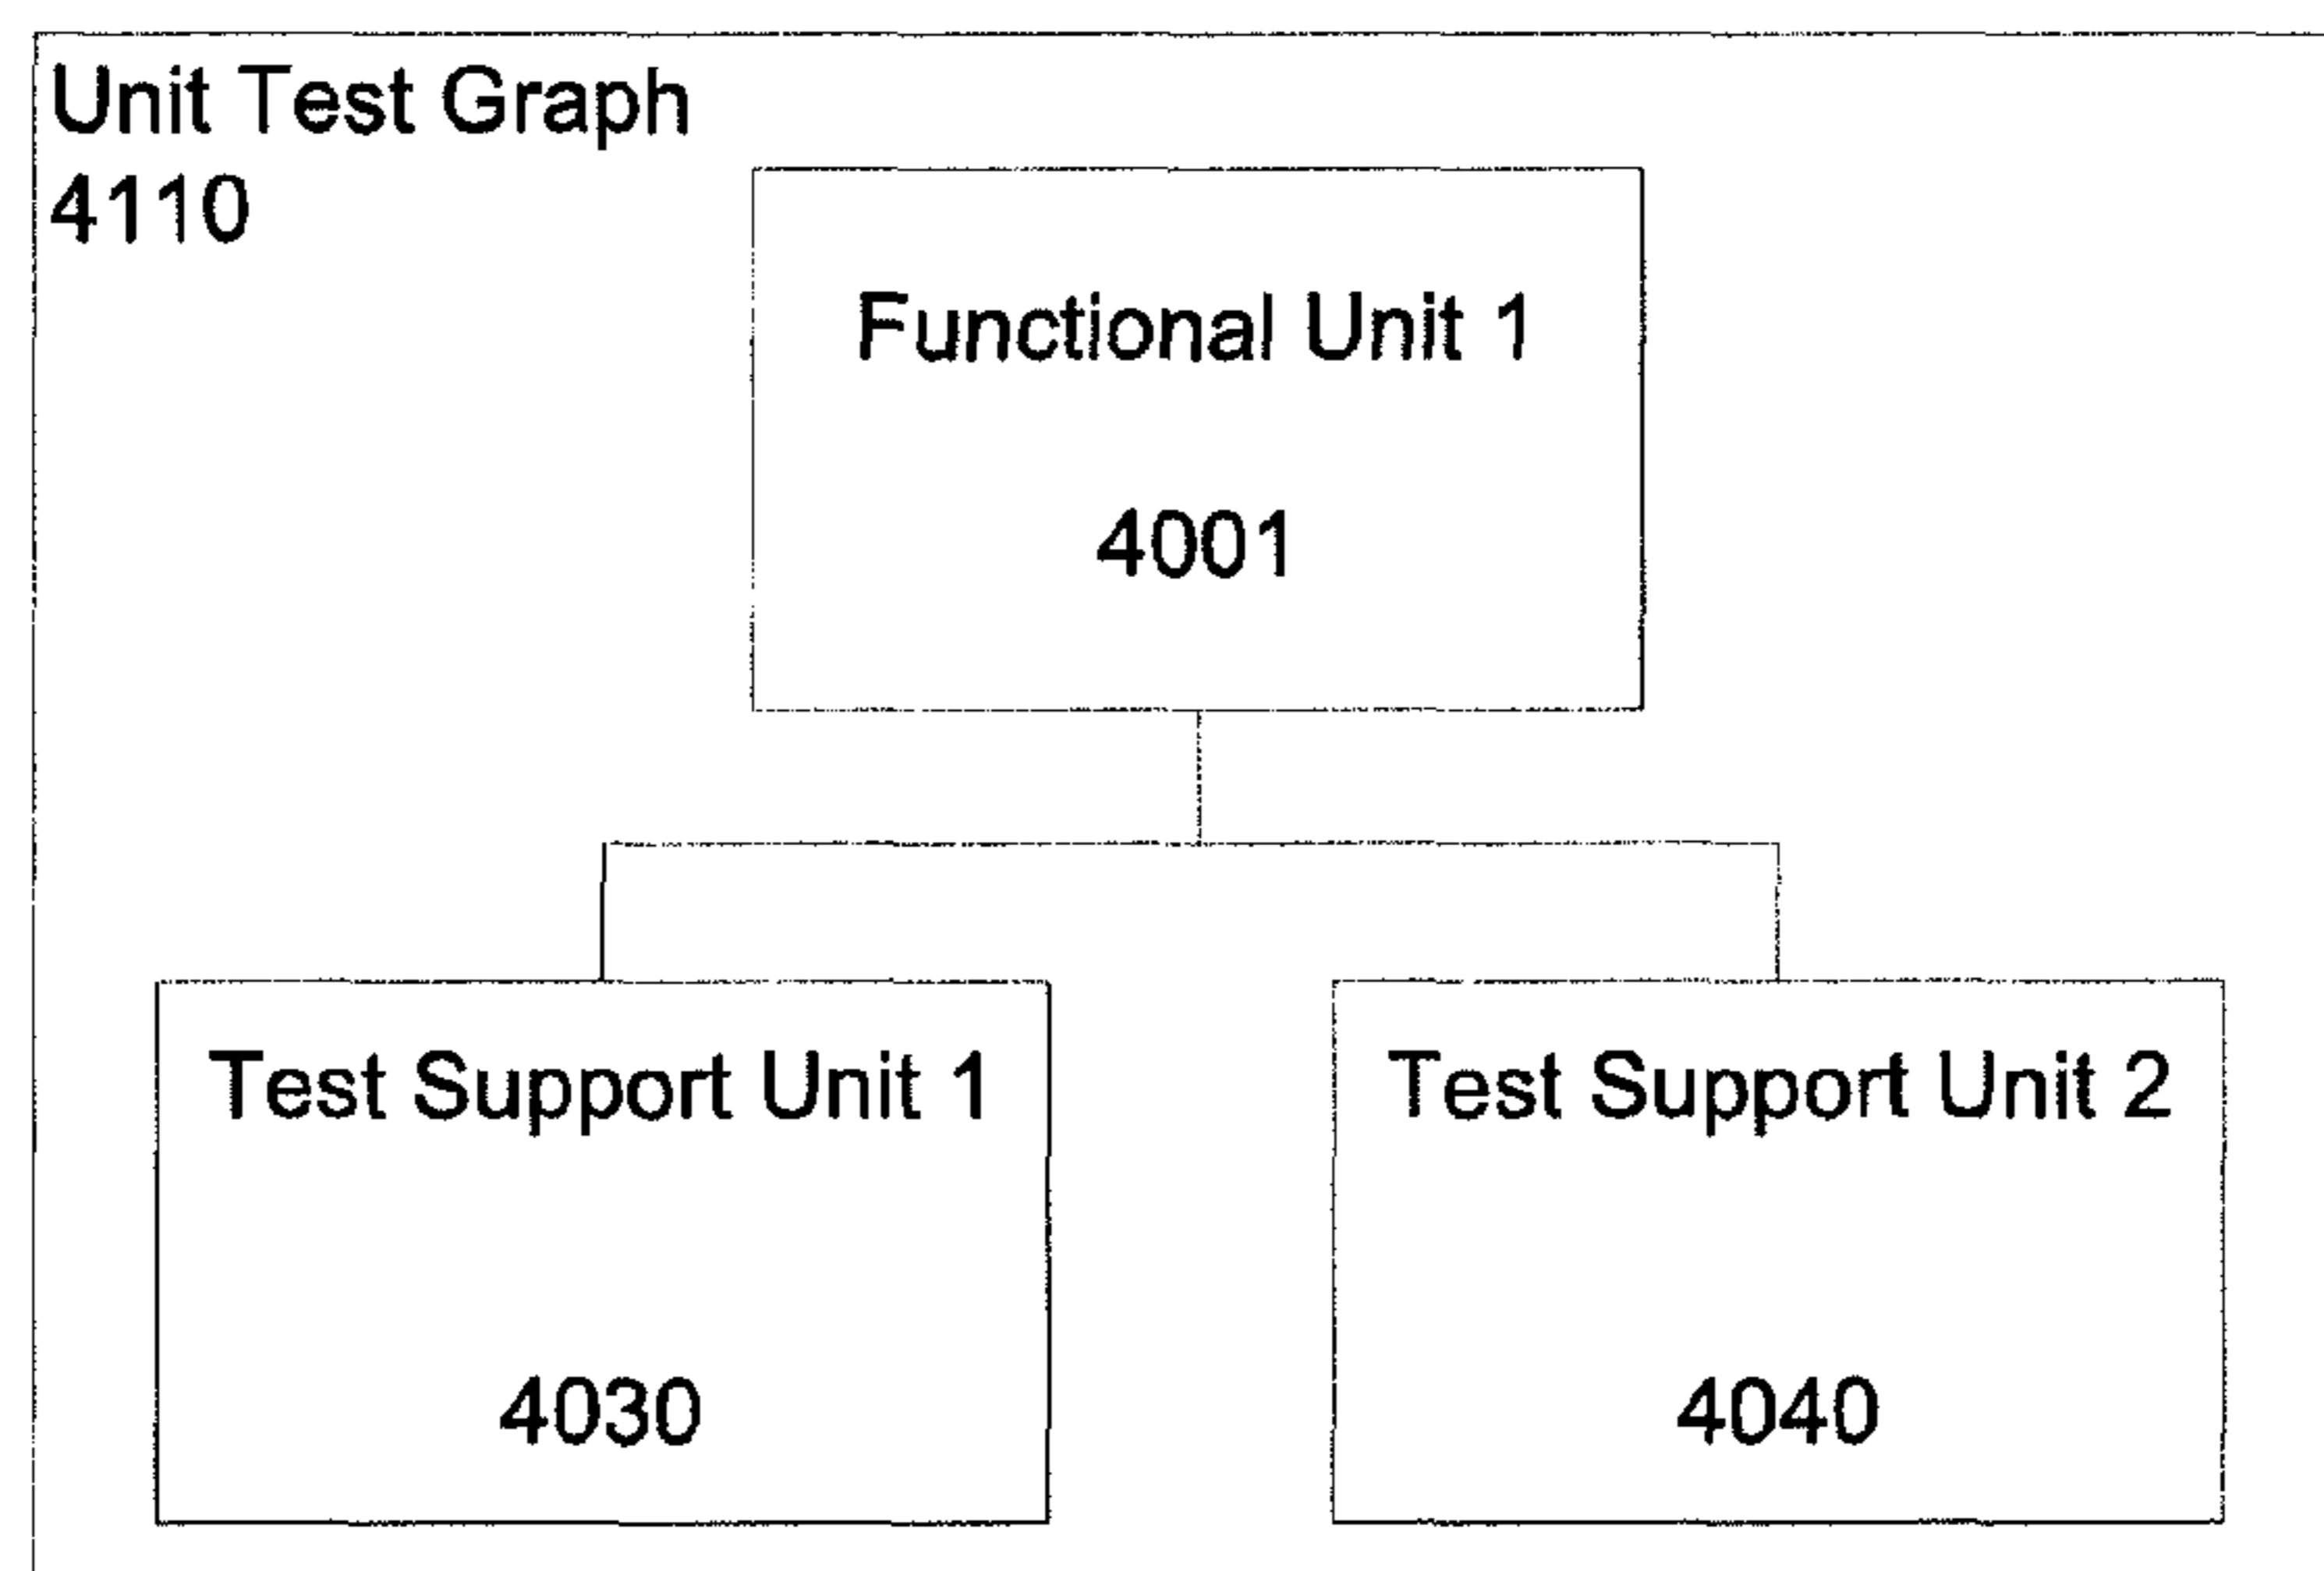 Unit Test Graph
4110
Functional Unit 1
4001
Test Support Unit 1
4030
Test Support Unit 2
4040